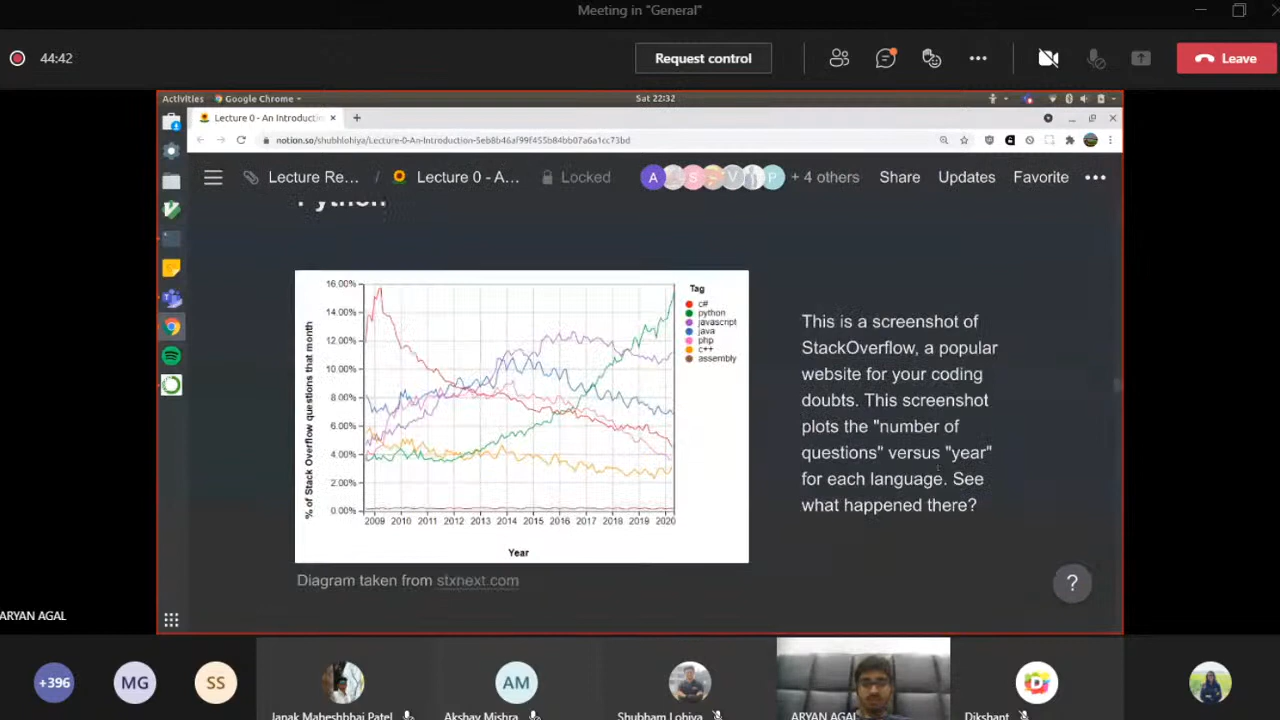 Meeting in "General"
44:42
Request control
Leave
Activities
Google Chrome
Sat 22:32
Lecture 0 - An Introductic
notion.so/shubhlohiya/Lecture-0-An-Introduction-5eb8b46af99f455b84bb07a6a1cc73bd
Lecture Re... / Lecture 0 - A... Locked
A S V P + 4 others Share Updates Favorite
Python
16.00%
14.00%
12.00%
10.00%
8.00%
6.00%
4.00%
2.00%
0.00%
% of Stack Overflow questions that month
2009 2010 2011 2012 2013 2014 2015 2016 2017 2018 2019 2020
Year
Tag
c#
python
javascript
java
php
c++
assembly
Diagram taken from stxnext.com
This is a screenshot of
StackOverflow, a popular
website for your coding
doubts. This screenshot
plots the "number of
questions" versus "year"
for each language. See
what happened there?
?
ARYAN AGAL
+396
MG
SS
Janak Maheshbhai Patel
AM
Akshay Mishra
Shubham Lohiya
ARYAN AGAL
D
Dikshant